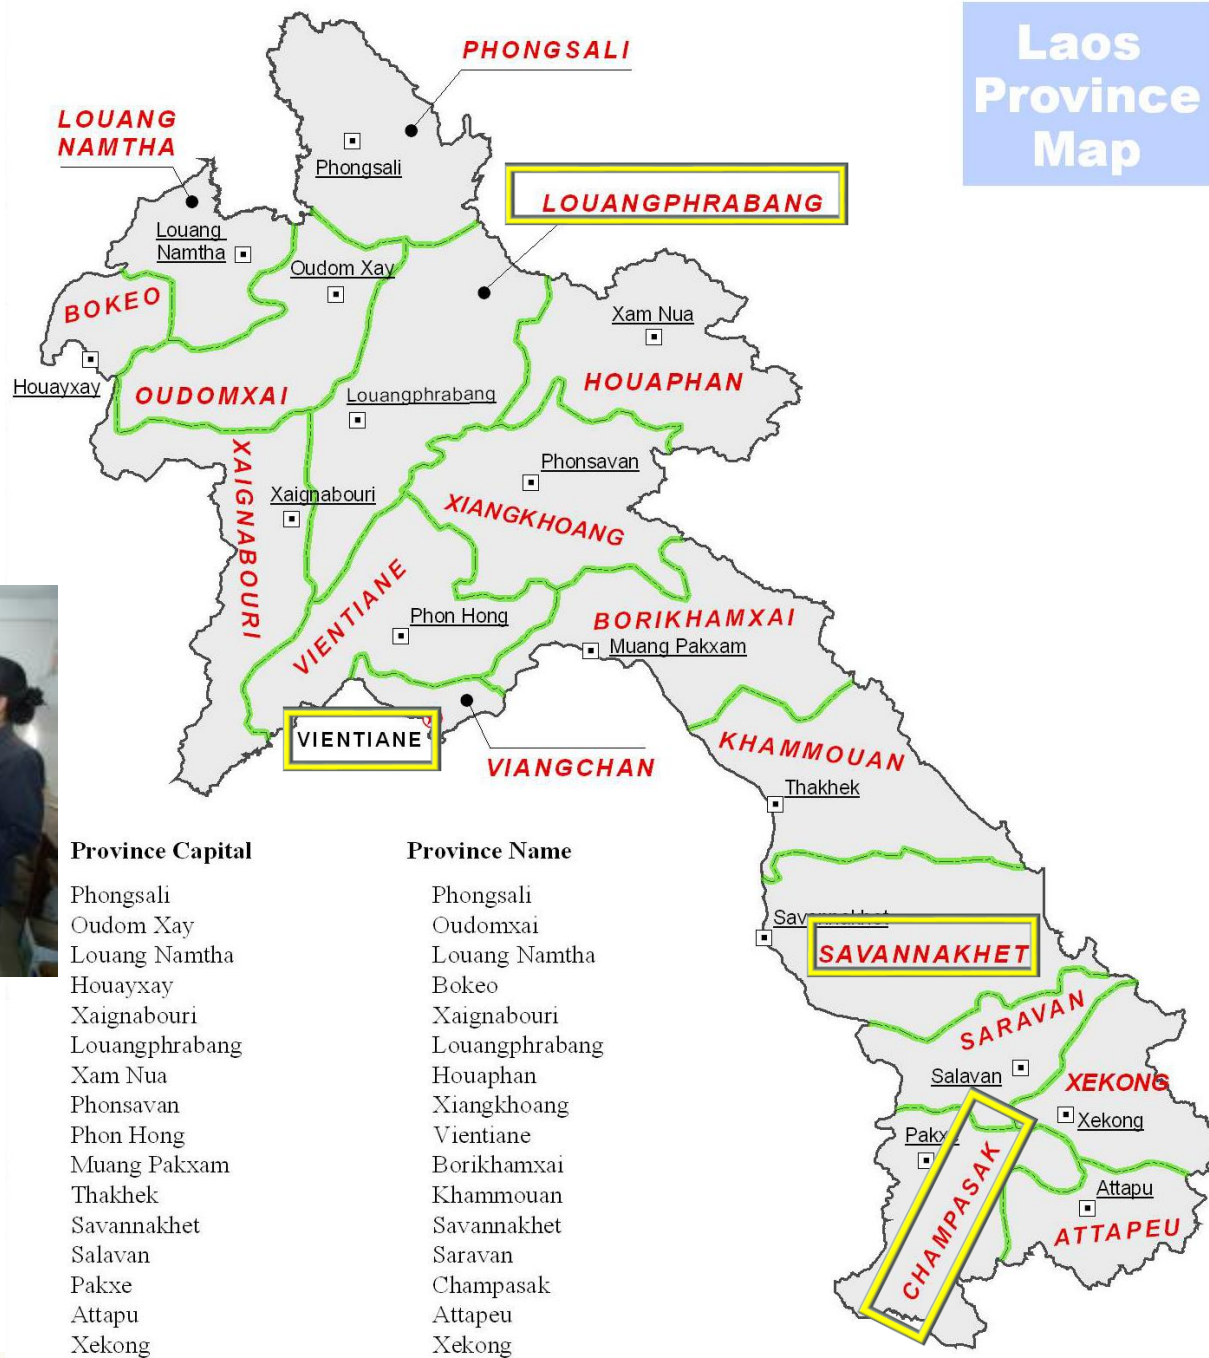 Laos
Province
Map
PHONGSALI
LOUANG
NAMTHA
Phongsali
LOUANGPHRABANG
Louang
Namtha
Oudom Xay
BOKEO
Xam Nua
Houayxay
OUDOMXAI
HOUAPHAN
Louangphrabang
XAIGNABOURI
Phonsavan
Xaignabouri
XIANGKHOANG
VIENTIANE
Phon Hong
BORIKHAMXAI
Muang Pakxam
VIENTIANE
VIANGCHAN
KHAMMOUAN
Thakhek
Savannakhet
SAVANNAKHET
SARAVAN
Salavan
XEKONG
Xekong
Pakxe
CHAMPASAK
Attapu
ATTAPEU
Province Capital Province Name
Phongsali Phongsali
Oudom Xay Oudomxai
Louang Namtha Louang Namtha
Houayxay Bokeo
Xaignabouri Xaignabouri
Louangphrabang Louangphrabang
Xam Nua Houaphan
Phonsavan Xiangkhoang
Phon Hong Vientiane
Muang Pakxam Borikhamxai
Thakhek Khammouan
Savannakhet Savannakhet
Salavan Saravan
Pakxe Champasak
Attapu Attapeu
Xekong Xekong